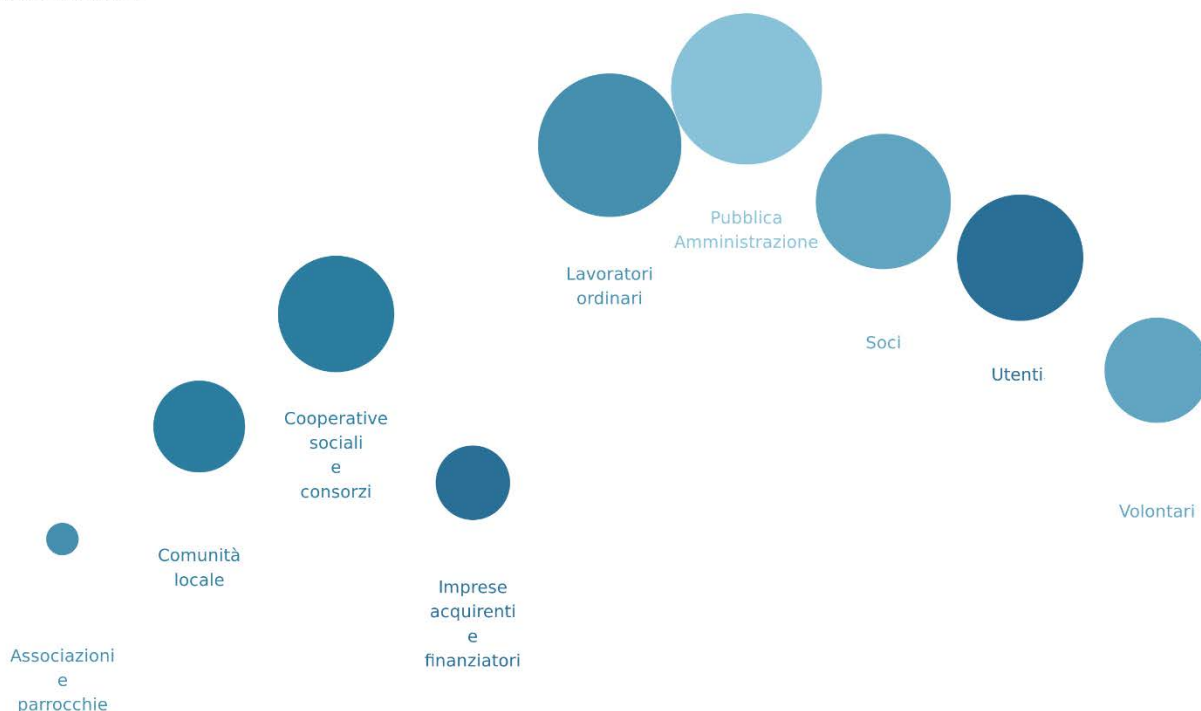 Associazioni
e
parrocchie
Comunità
locale
Cooperative
sociali
e
consorzi
Imprese
acquirenti
e
finanziatori
Lavoratori
ordinari
Pubblica
Amministrazione
Soci
Utenti
Volontari